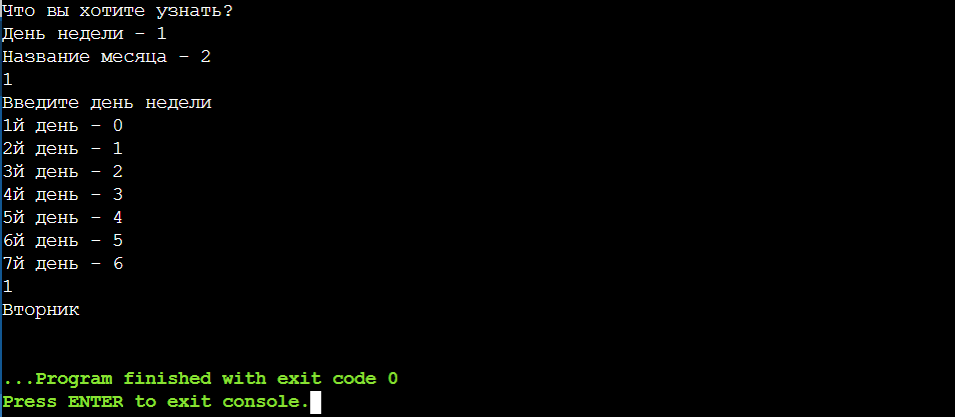 Что вы хотите узнать?
День недели - 1
Название месяца - 2
1
Введите день недели
1й день - 0
2й день - 1
3й день - 2
4й день - 3
5й день - 4
6й день - 5
7й день - 6
1
Вторник
...Program finished with exit code 0
Press ENTER to exit console.